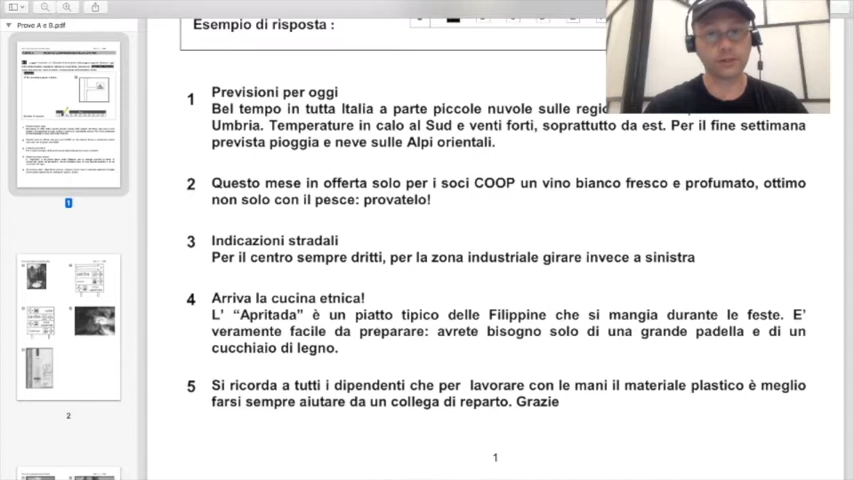 Prove A e B.pdf
Esempio di risposta :
1 Previsioni per oggi
Bel tempo in tutta Italia a parte piccole nuvole sulle
Umbria. Temperature in calo al Sud e venti forti, soprattutto da est. Per il fine settimana
prevista pioggia e neve sulle Alpi orientali.
2 Questo mese in offerta solo per i soci COOP un vino bianco fresco e profumato, ottimo
non solo con il pesce: provatelo!
3 Indicazioni stradali
Per il centro sempre dritti, per la zona industriale girare invece a sinistra
4 Arriva la cucina etnica!
L' “Apritada” è un piatto tipico delle Filippine che si mangia durante le feste. E'
veramente facile da preparare: avrete bisogno solo di una grande padella e di un
cucchiaio di legno.
5 Si ricorda a tutti i dipendenti che per lavorare con le mani il materiale plastico è meglio
farsi sempre aiutare da un collega di reparto. Grazie
1
1
2